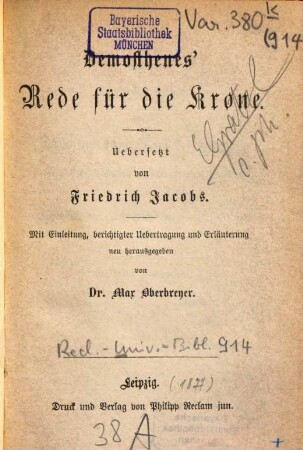 Bayerische
Staatsbibliothek
MÜNCHEN
Var. 380 k
(914
Demosthenes'
Rede für die Krone.
Uebersetzt
von
Friedrich Jacobs.
Mit Einleitung, berichtigter Uebertragung und Erläuterung
neu herausgegeben
von
Dr. Max Oberbreyer.
Recl.-Univ.-Bibl. 914
Leipzig. (1877)
Druck und Verlag von Philipp Reclam jun.
38 A